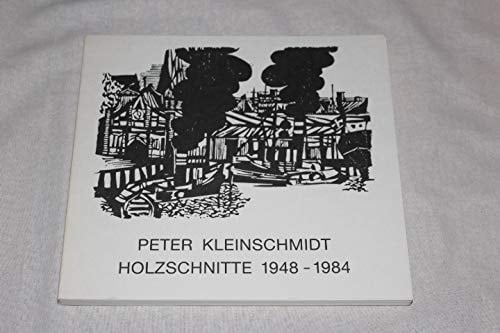 PETER KLEINSCHMIDT
HOLZSCHNITTE 1948 - 1984